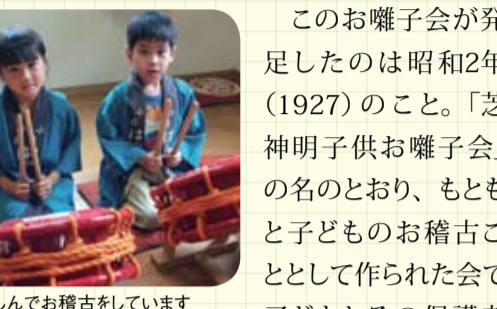 このお囃子会が発
足したのは昭和2年
（1927）のこと。「芝
神明子供お囃子会
の名のとおり、もとも
と子どものお稽古ご
ととして作られた会で
しんでお稽古をしています